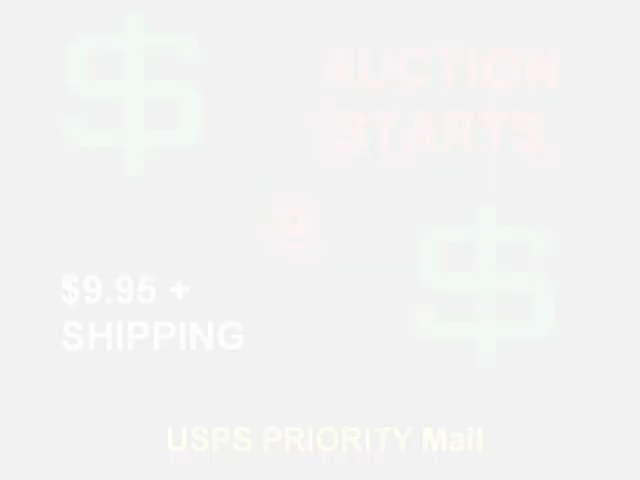 $
AUCTION
STARTS
@
$
$9.95 +
SHIPPING
USPS PRIORITY Mail